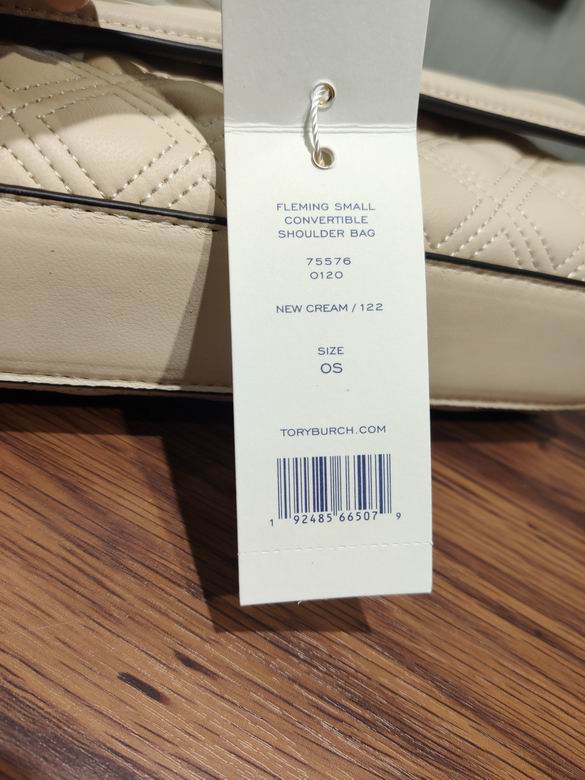 FLEMING SMALL
CONVERTIBLE
SHOULDER BAG
75576
0120
NEW CREAM / 122
SIZE
OS
TORYBURCH.COM
1 92485 66507 9